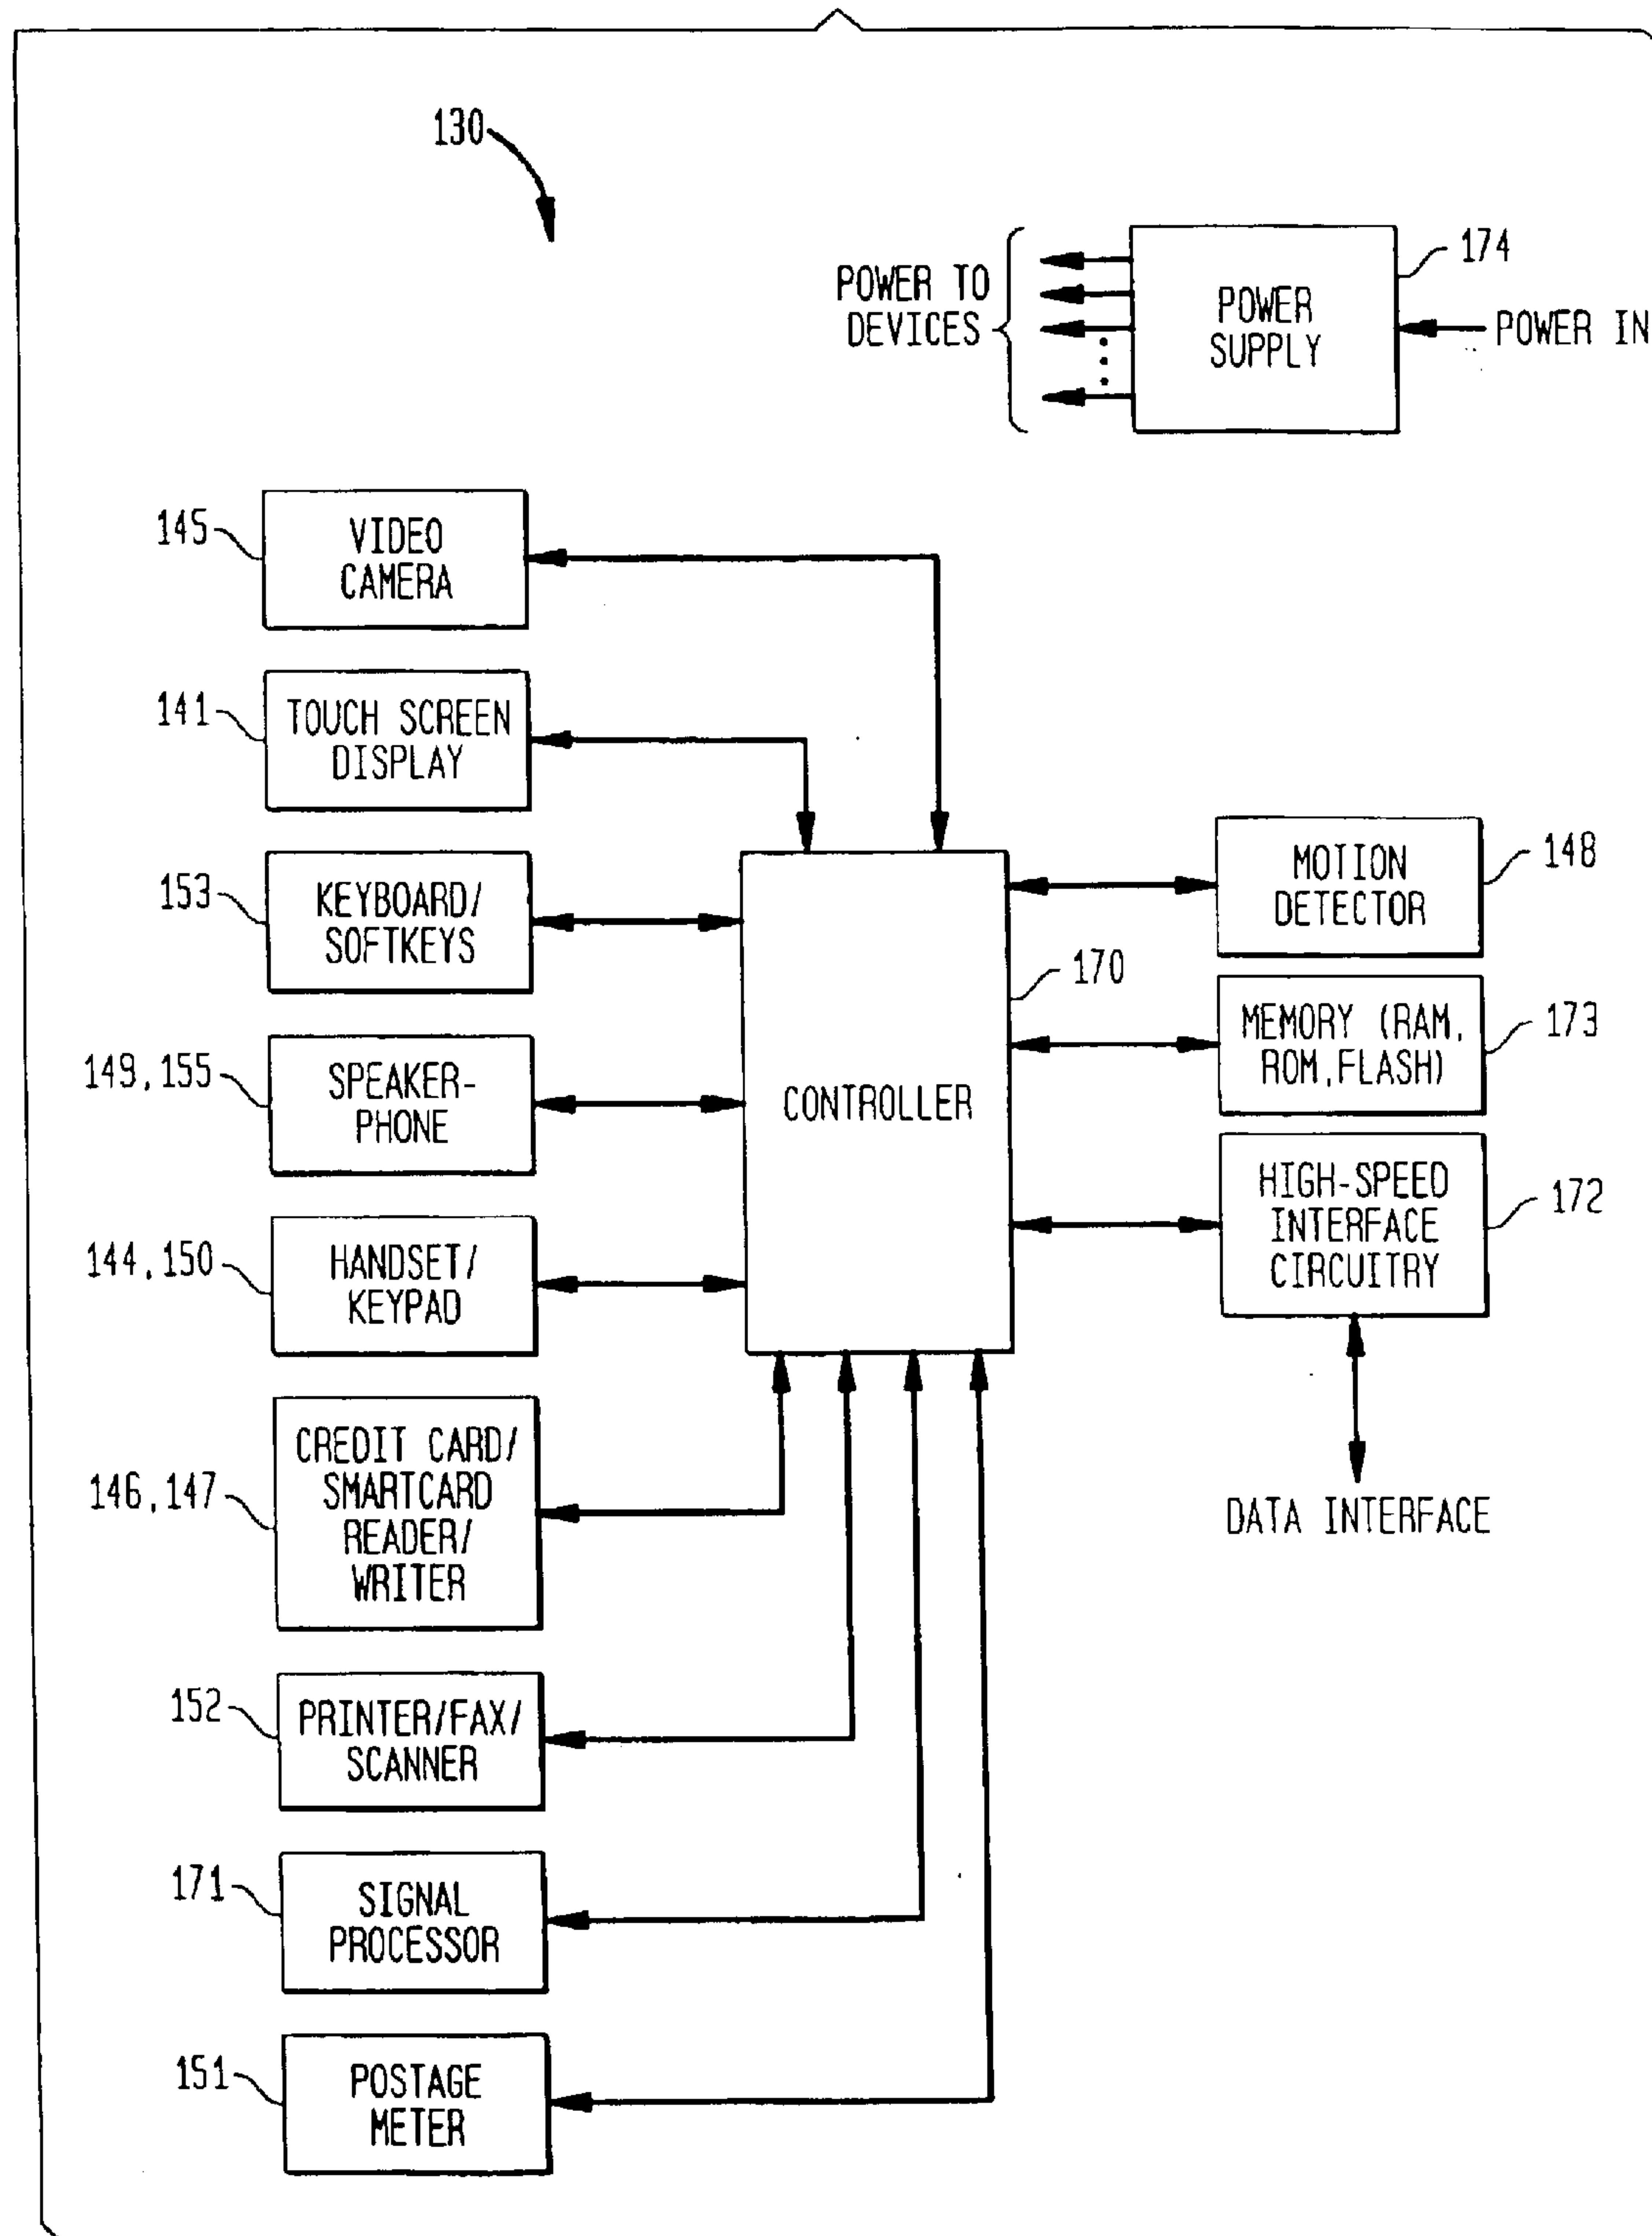 130
POWER TO
DEVICES
POWER
SUPPLY
174
POWER IN
145
VIDEO
CAMERA
141
TOUCH SCREEN
DISPLAY
153
KEYBOARD/
SOFTKEYS
149,155
SPEAKER-
PHONE
144,150
HANDSET/
KEYPAD
146,147
CREDIT CARD/
SMARTCARD
READER/
WRITER
152
PRINTER/FAX/
SCANNER
171
SIGNAL
PROCESSOR
151
POSTAGE
METER
CONTROLLER
170
MOTION
DETECTOR
148
MEMORY (RAM,
ROM,FLASH)
173
HIGH-SPEED
INTERFACE
CIRCUITRY
172
DATA INTERFACE